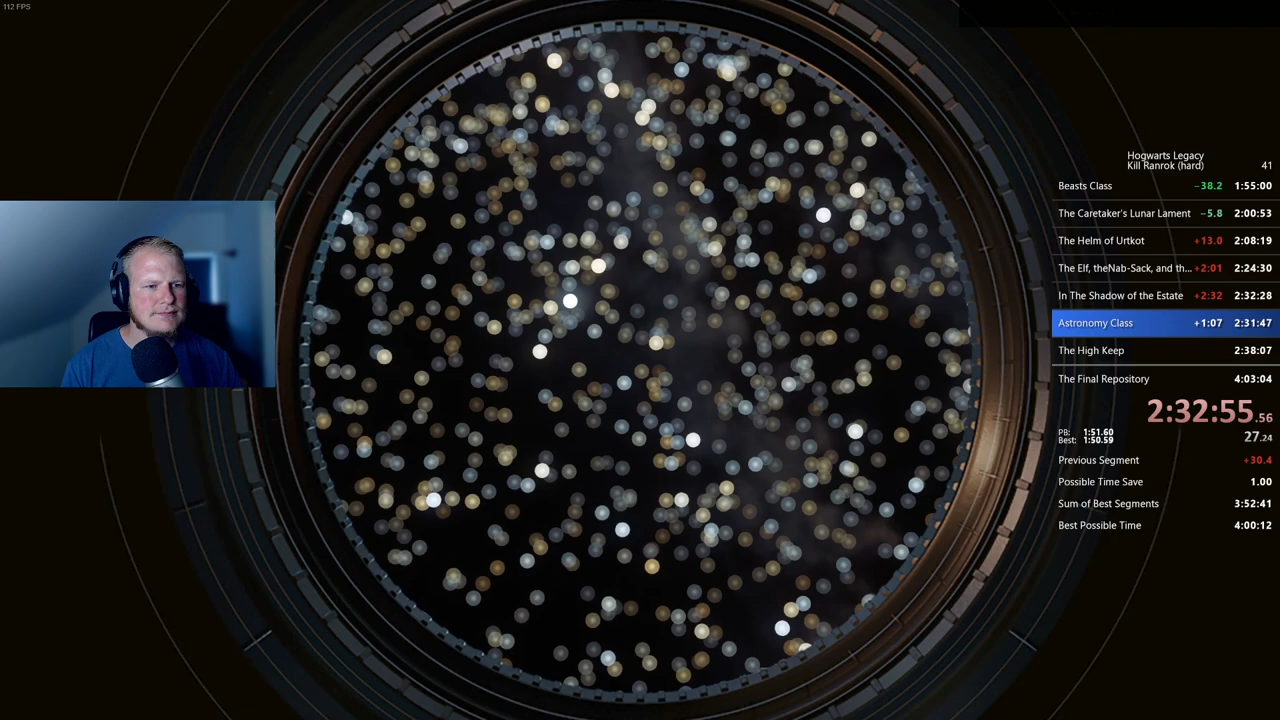 112 FPS
Hogwarts Legacy
Kill Ranrok (hard) 41
Beasts Class −38.2 1:55:00
The Caretaker's Lunar Lament −5.8 2:00:53
The Helm of Urtkot +13.0 2:08:19
The Elf, theNab-Sack, and th... +2:01 2:24:30
In The Shadow of the Estate +2:32 2:32:28
Astronomy Class +1:07 2:31:47
The High Keep 2:38:07
The Final Repository 4:03:04
2:32:55.56
PB: 1:51.60
Best: 1:50.59 27.24
Previous Segment +30.4
Possible Time Save 1.00
Sum of Best Segments 3:52:41
Best Possible Time 4:00:12